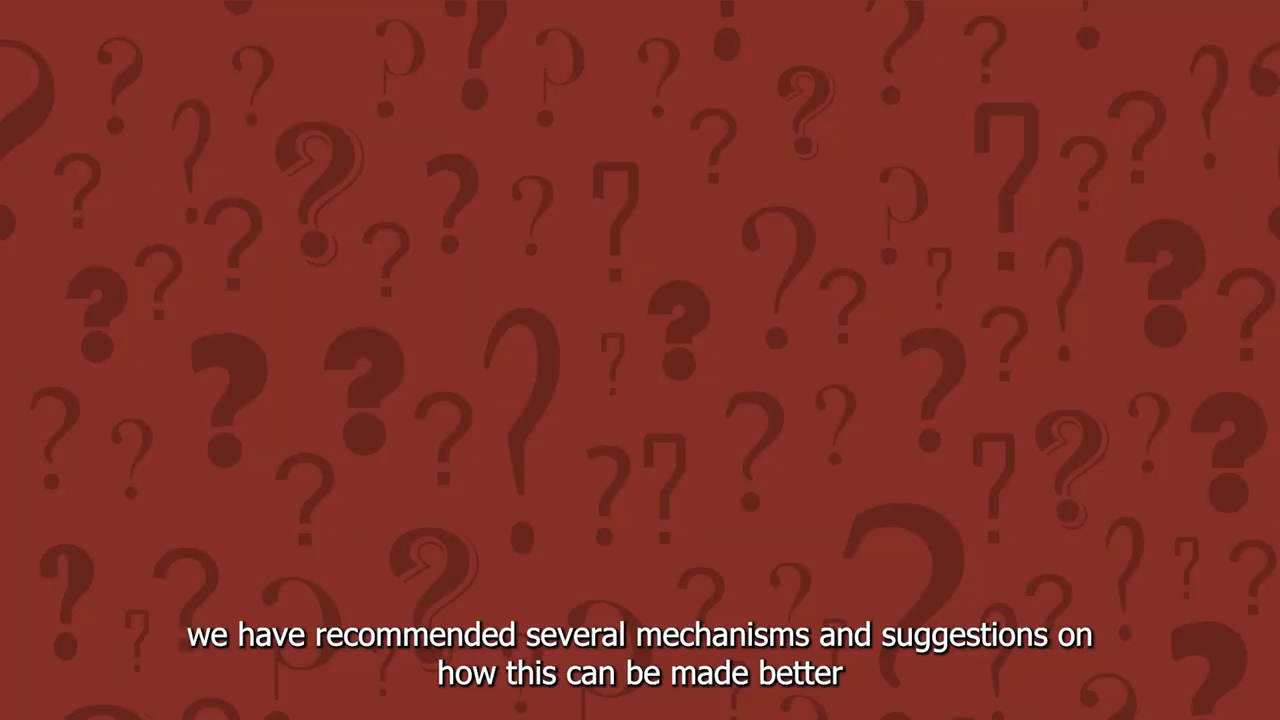 we have recommended several mechanisms and suggestions on
how this can be made better